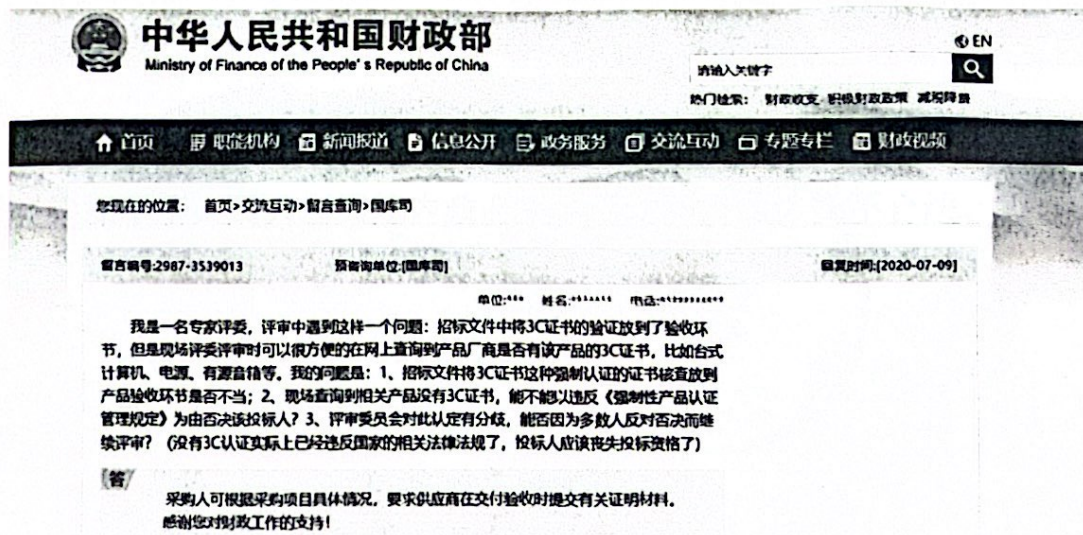 中华人民共和国财政部
Ministry of Finance of the People's Republic of China
EN
请输入关键字
热门检索： 财政收支 积极财政政策 减税降费
首页 职能机构 新闻报道 信息公开 政务服务 交流互动 专题专栏 财政视频
您现在的位置： 首页>交流互动>留言查询>国库司
留言编号:2987-3539013 预咨询单位:[国库司] 回复时间:[2020-07-09]
单位:*** 姓名:******* 电话:***********
我是一名专家评委，评审中遇到这样一个问题：招标文件中将3C证书的验证放到了验收环
节，但是现场评委评审时可以很方便的在网上查询到产品厂商是否有该产品的3C证书，比如台式
计算机、电源、有源音箱等。我的问题是：1、招标文件将3C证书这种强制认证的证书核查放到
产品验收环节是否不当；2、现场查询到相关产品没有3C证书，能不能以违反《强制性产品认证
管理规定》为由否决该投标人？3、评审委员会对此认定有分歧，能否因为多数人反对否决而继
续评审？（没有3C认证实际上已经违反国家的相关法律法规了，投标人应该丧失投标资格了）
答
采购人可根据采购项目具体情况，要求供应商在交付验收时提交有关证明材料。
感谢您对财政工作的支持！